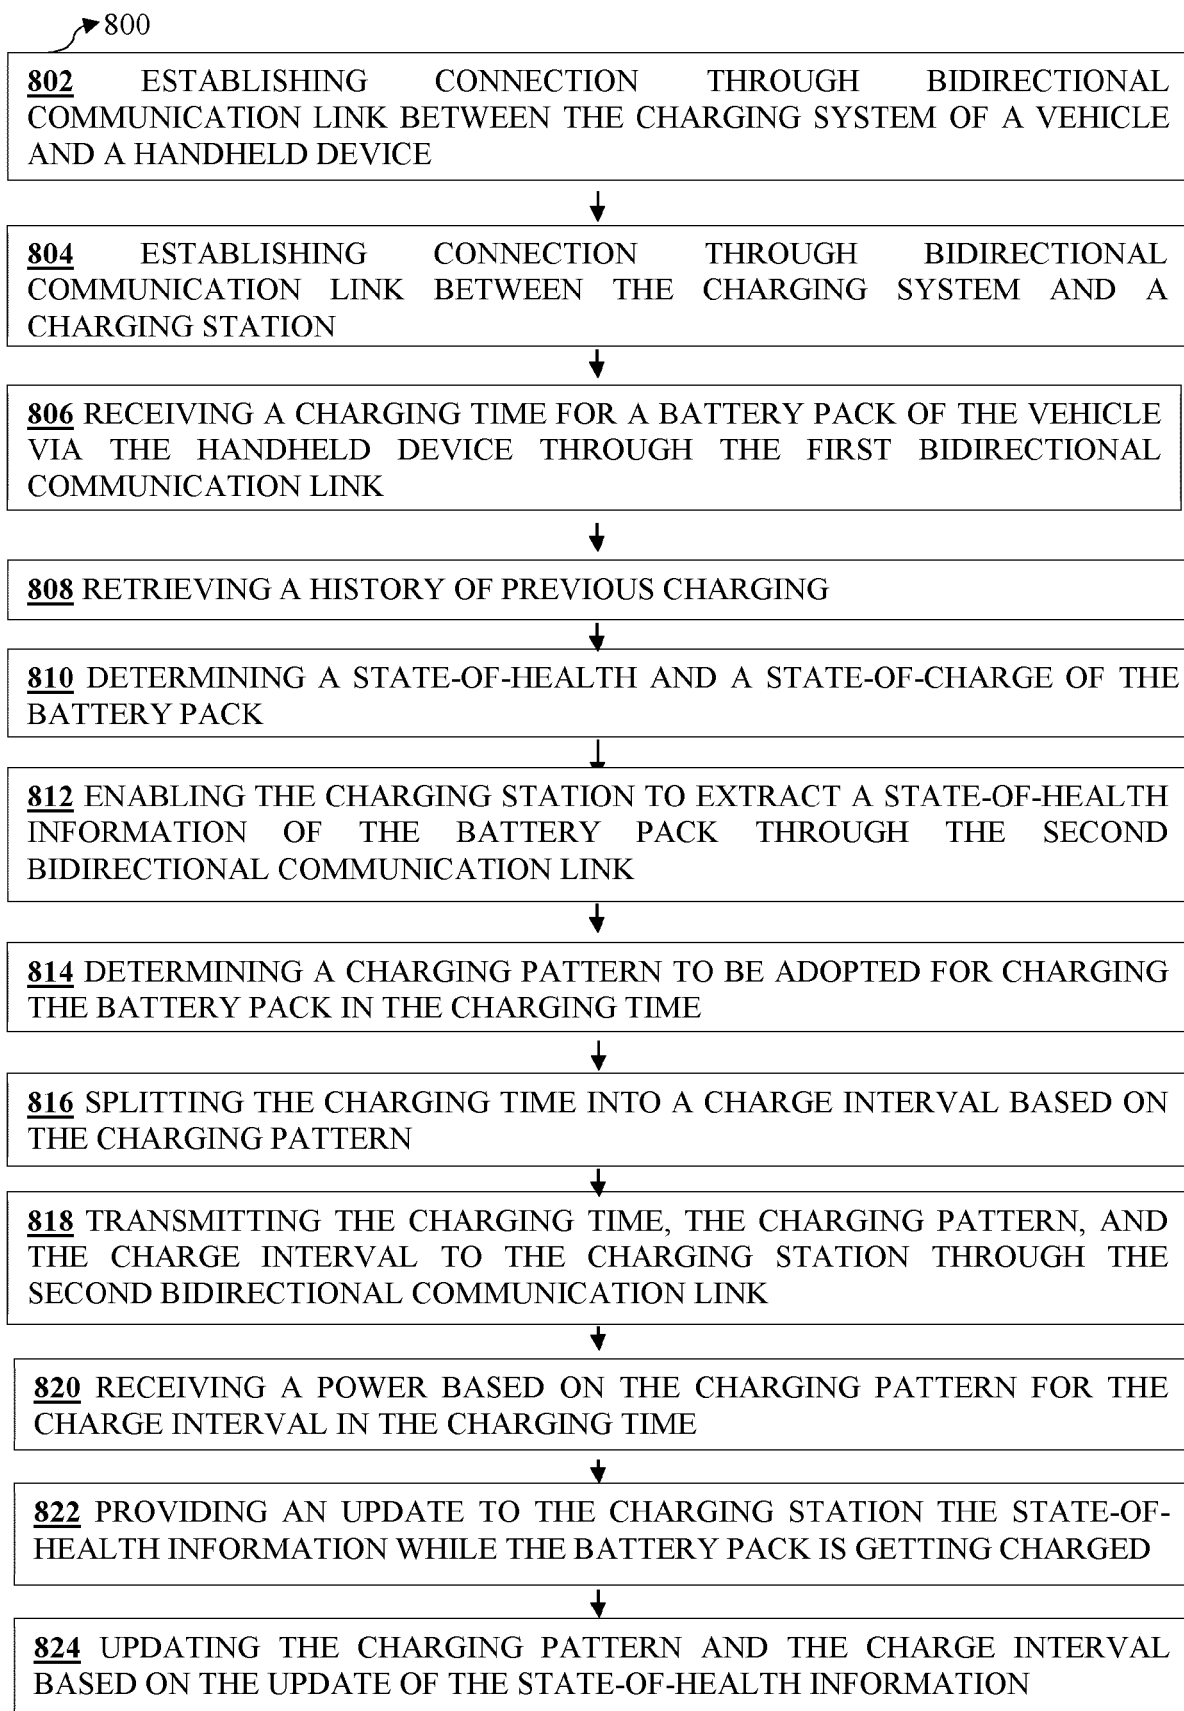 800
802 ESTABLISHING CONNECTION THROUGH BIDIRECTIONAL
COMMUNICATION LINK BETWEEN THE CHARGING SYSTEM OF A VEHICLE
AND A HANDHELD DEVICE
804 ESTABLISHING CONNECTION THROUGH BIDIRECTIONAL
COMMUNICATION LINK BETWEEN THE CHARGING SYSTEM AND A
CHARGING STATION
806 RECEIVING A CHARGING TIME FOR A BATTERY PACK OF THE VEHICLE
VIA THE HANDHELD DEVICE THROUGH THE FIRST BIDIRECTIONAL
COMMUNICATION LINK
808 RETRIEVING A HISTORY OF PREVIOUS CHARGING
810 DETERMINING A STATE-OF-HEALTH AND A STATE-OF-CHARGE OF THE
BATTERY PACK
812 ENABLING THE CHARGING STATION TO EXTRACT A STATE-OF-HEALTH
INFORMATION OF THE BATTERY PACK THROUGH THE SECOND
BIDIRECTIONAL COMMUNICATION LINK
814 DETERMINING A CHARGING PATTERN TO BE ADOPTED FOR CHARGING
THE BATTERY PACK IN THE CHARGING TIME
816 SPLITTING THE CHARGING TIME INTO A CHARGE INTERVAL BASED ON
THE CHARGING PATTERN
818 TRANSMITTING THE CHARGING TIME, THE CHARGING PATTERN, AND
THE CHARGE INTERVAL TO THE CHARGING STATION THROUGH THE
SECOND BIDIRECTIONAL COMMUNICATION LINK
820 RECEIVING A POWER BASED ON THE CHARGING PATTERN FOR THE
CHARGE INTERVAL IN THE CHARGING TIME
822 PROVIDING AN UPDATE TO THE CHARGING STATION THE STATE-OF-
HEALTH INFORMATION WHILE THE BATTERY PACK IS GETTING CHARGED
824 UPDATING THE CHARGING PATTERN AND THE CHARGE INTERVAL
BASED ON THE UPDATE OF THE STATE-OF-HEALTH INFORMATION